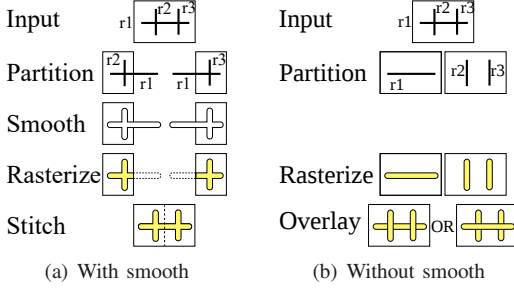 Input r1 r2 r3
Partition r2 r1 r1 r3
Smooth
Rasterize
Stitch
(a) With smooth
Input r1 r2 r3
Partition r1 r2 r3
Rasterize
Overlay OR
(b) Without smooth